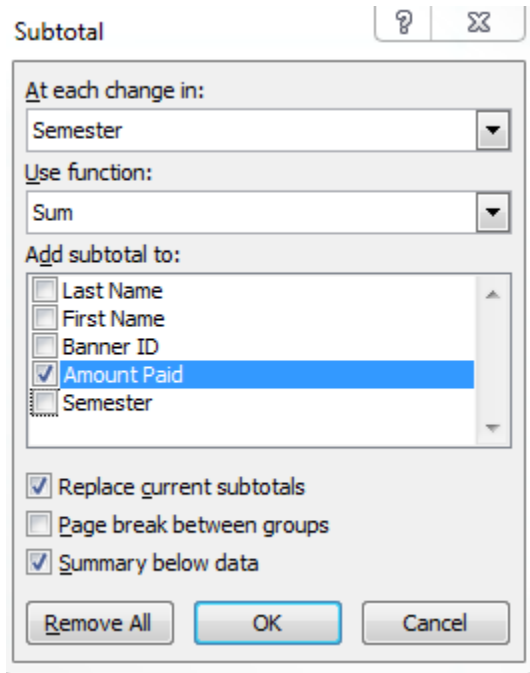 Subtotal ?
At each change in:
Semester
Use function:
Sum
Add subtotal to:
Last Name
First Name
Banner ID
Amount Paid
Semester
Replace current subtotals
Page break between groups
Summary below data
Remove All OK Cancel